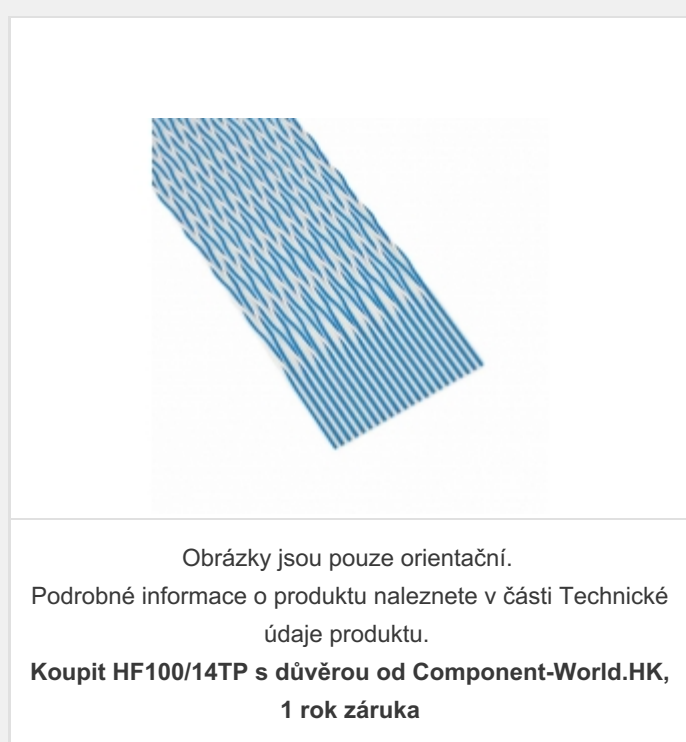 Obrázky jsou pouze orientační.
Podrobné informace o produktu naleznete v části Technické
údaje produktu.
Koupit HF100/14TP s důvěrou od Component-World.HK,
1 rok záruka